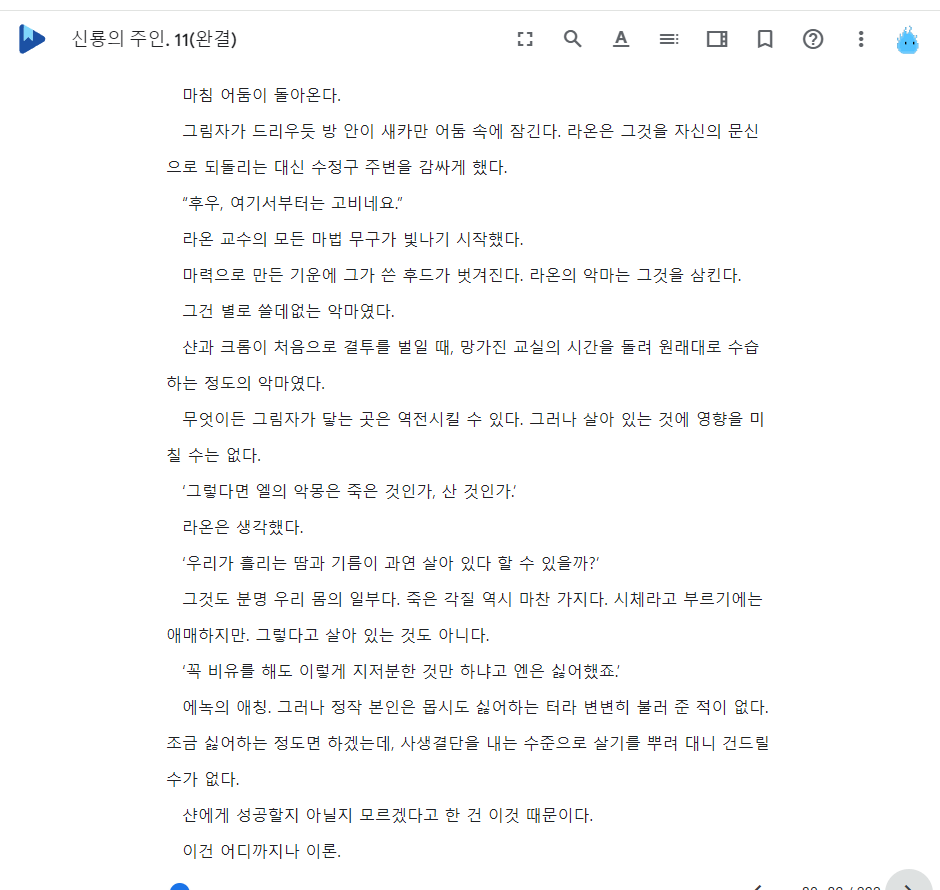 신룡의 주인. 11(완결)
마침 어둠이 돌아온다.
그림자가 드리우듯 방 안이 새카만 어둠 속에 잠긴다. 라온은 그것을 자신의 문신
으로 되돌리는 대신 수정구 주변을 감싸게 했다.
“후우, 여기서부터는 고비네요.”
라온 교수의 모든 마법 무구가 빛나기 시작했다.
마력으로 만든 기운에 그가 쓴 후드가 벗겨진다. 라온의 악마는 그것을 삼킨다.
그건 별로 쓸데없는 악마였다.
샨과 크롬이 처음으로 결투를 벌일 때, 망가진 교실의 시간을 돌려 원래대로 수습
하는 정도의 악마였다.
무엇이든 그림자가 닿는 곳은 역전시킬 수 있다. 그러나 살아 있는 것에 영향을 미
칠 수는 없다.
‘그렇다면 엘의 악몽은 죽은 것인가, 산 것인가.’
라온은 생각했다.
‘우리가 흘리는 땀과 기름이 과연 살아 있다 할 수 있을까?’
그것도 분명 우리 몸의 일부다. 죽은 각질 역시 마찬 가지다. 시체라고 부르기에는
애매하지만. 그렇다고 살아 있는 것도 아니다.
‘꼭 비유를 해도 이렇게 지저분한 것만 하냐고 엔은 싫어했죠.’
에녹의 애칭. 그러나 정작 본인은 몹시도 싫어하는 터라 변변히 불러 준 적이 없다.
조금 싫어하는 정도면 하겠는데, 사생결단을 내는 수준으로 살기를 뿌려 대니 건드릴
수가 없다.
샨에게 성공할지 아닐지 모르겠다고 한 건 이것 때문이다.
이건 어디까지나 이론.